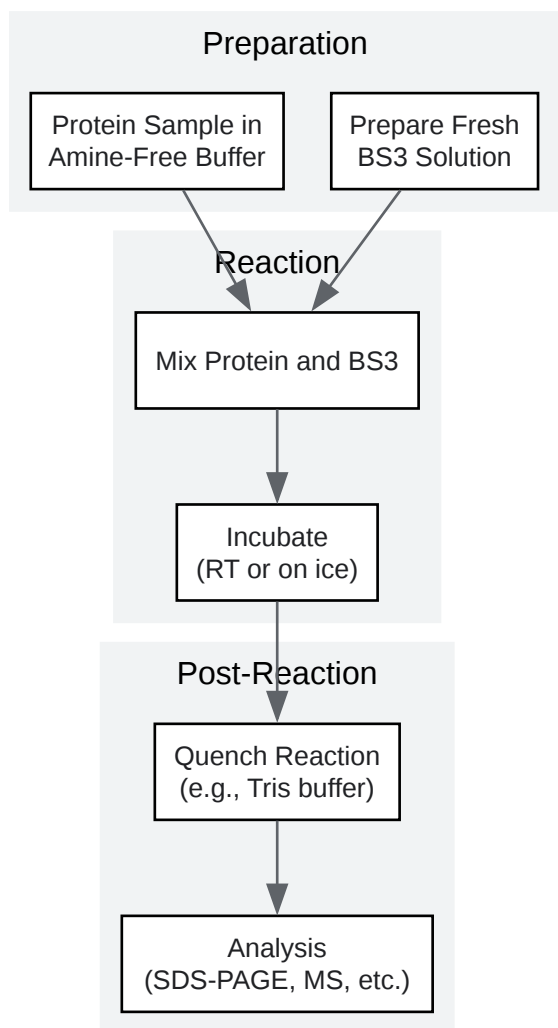 Preparation
Protein Sample in
Amine-Free Buffer
Prepare Fresh
BS3 Solution
Reaction
Mix Protein and BS3
Incubate
(RT or on ice)
Post-Reaction
Quench Reaction
(e.g., Tris buffer)
Analysis
(SDS-PAGE, MS, etc.)